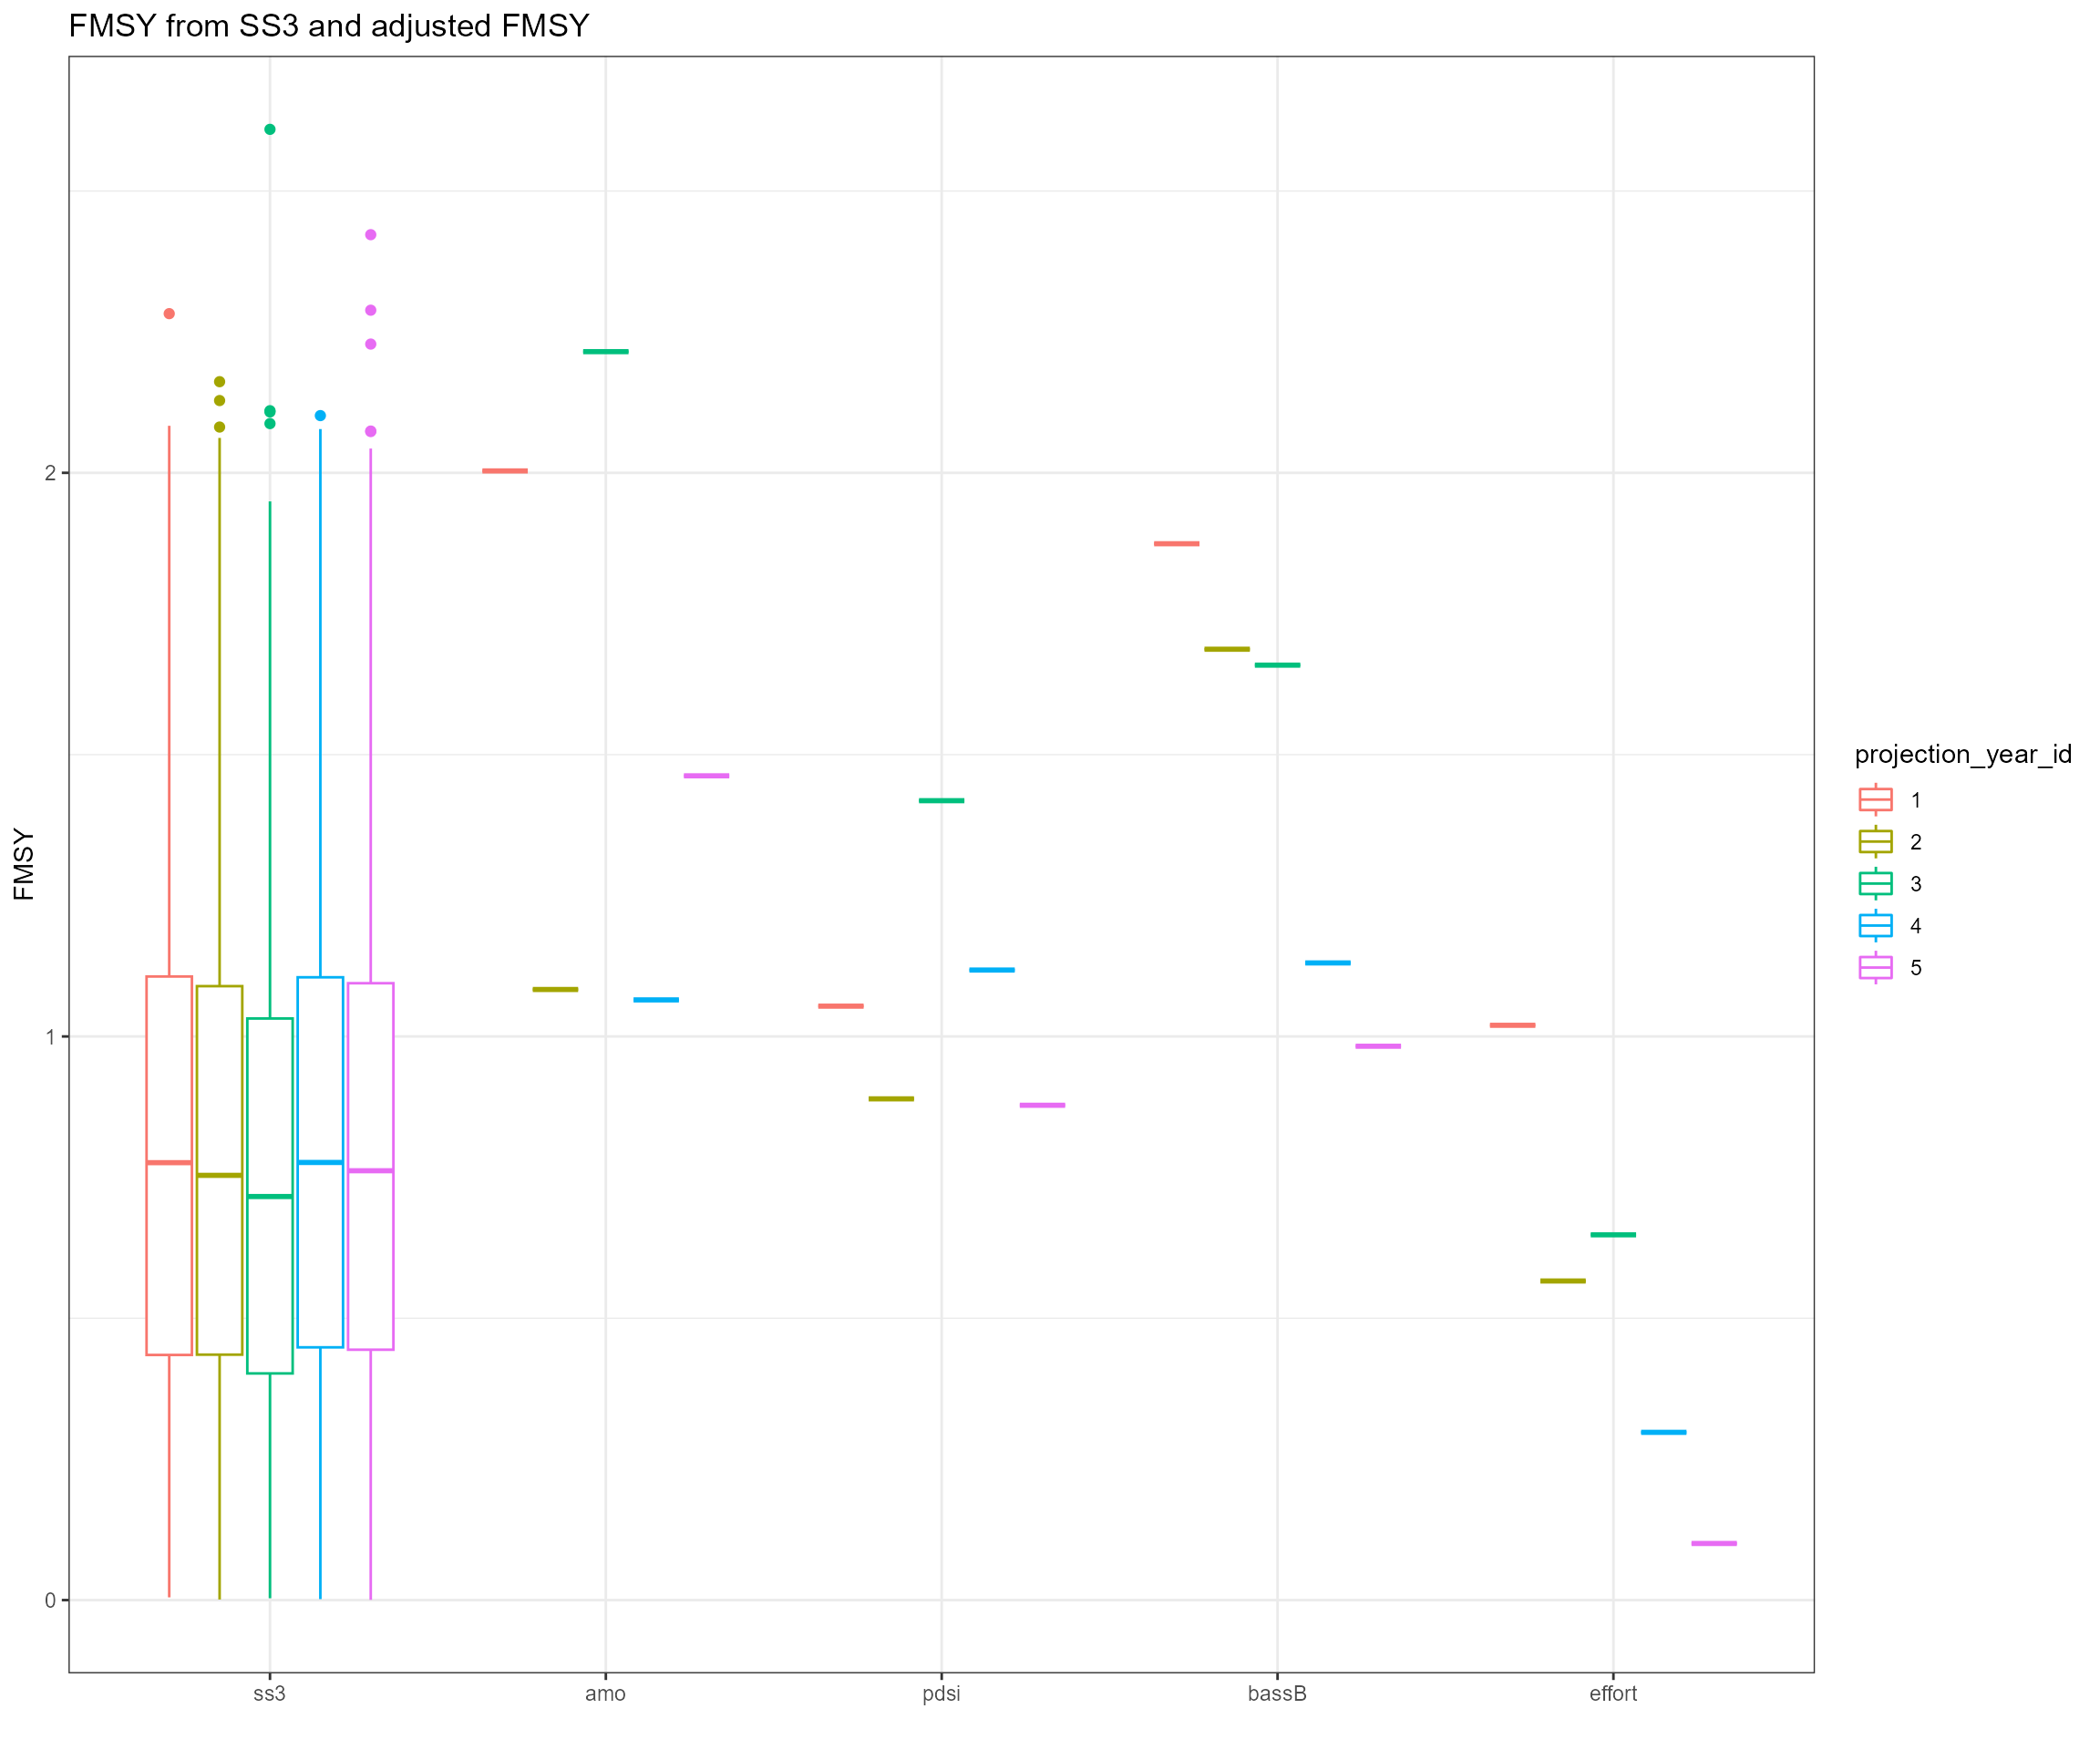 FMSY from SS3 and adjusted FMSY
FMSY
2
1
0
ss3
amo
pdsi
bassB
effort
projection_year_id
1
2
3
4
5